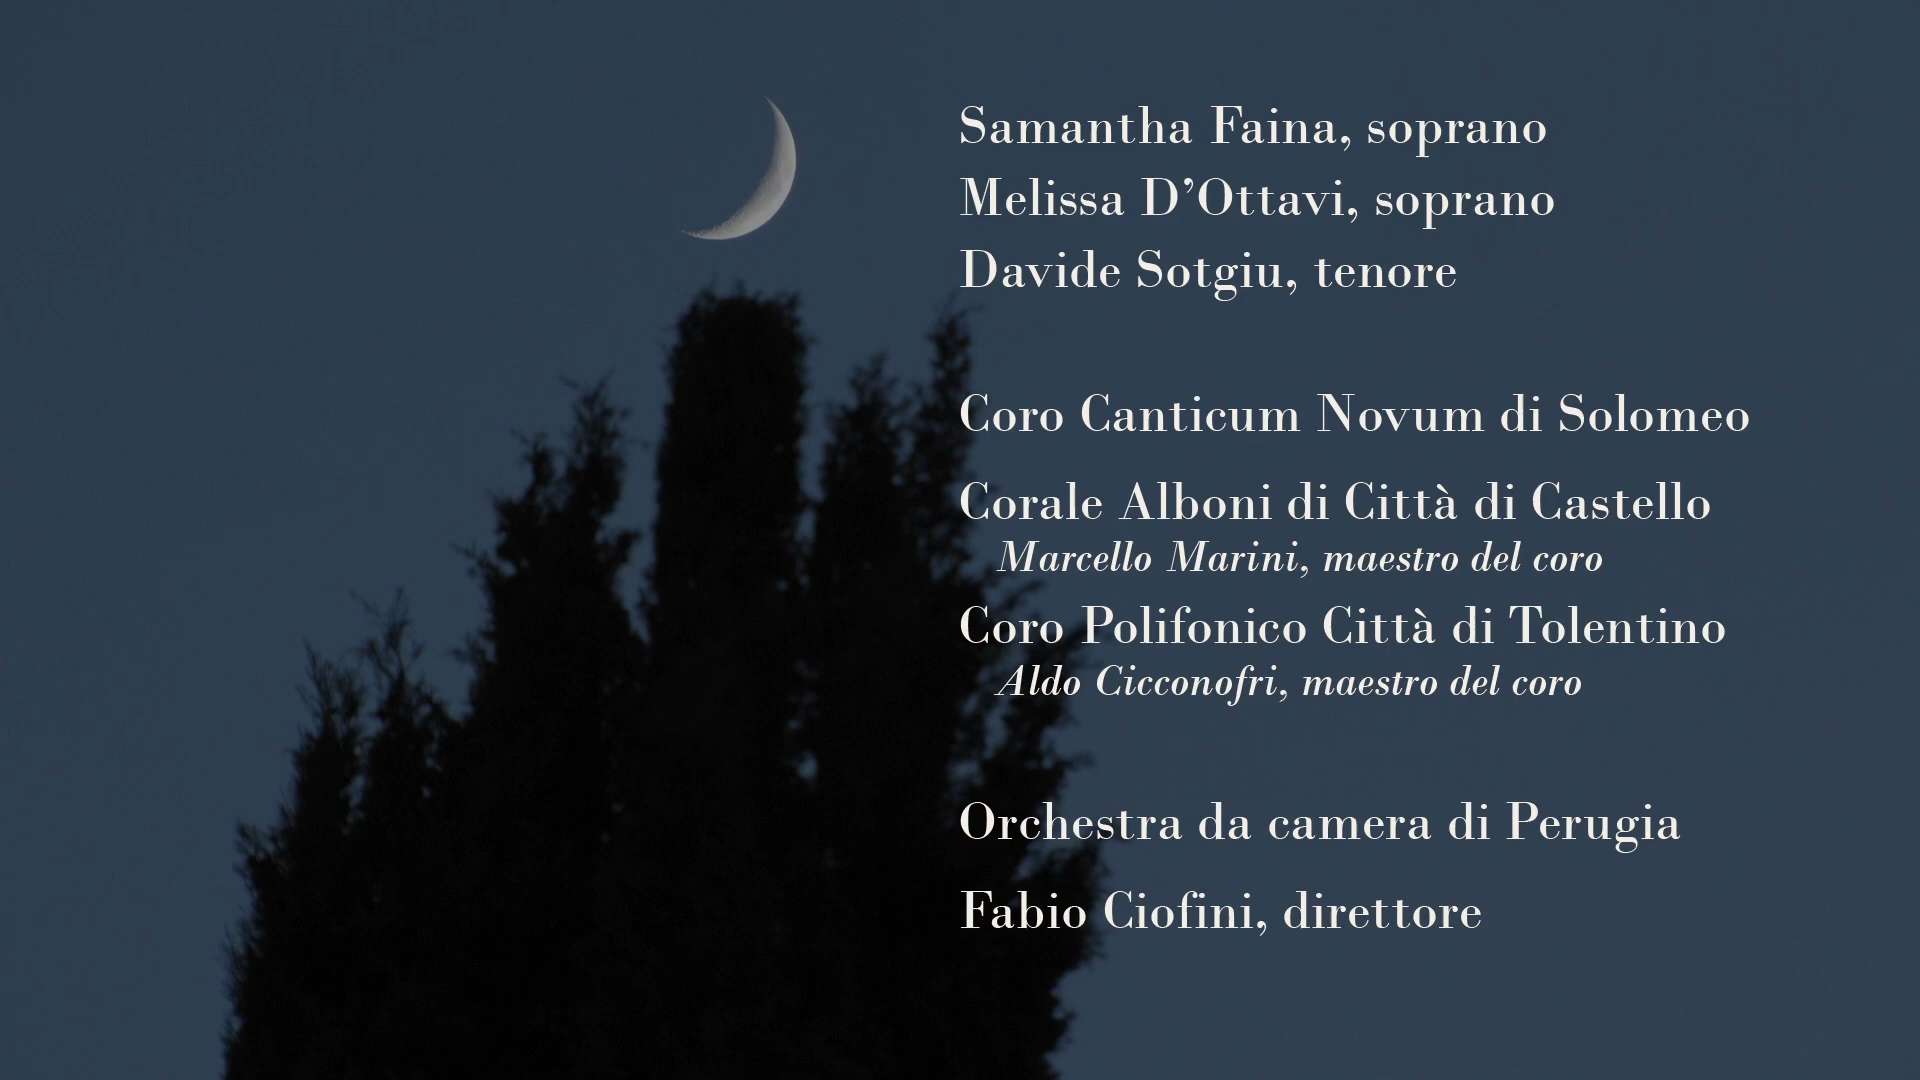 Samantha Faina, soprano
Melissa D’Ottavi, soprano
Davide Sotgiu, tenore
Coro Canticum Novum di Solomeo
Corale Alboni di Città di Castello
Marcello Marini, maestro del coro
Coro Polifonico Città di Tolentino
Aldo Cicconofri, maestro del coro
Orchestra da camera di Perugia
Fabio Ciofini, direttore